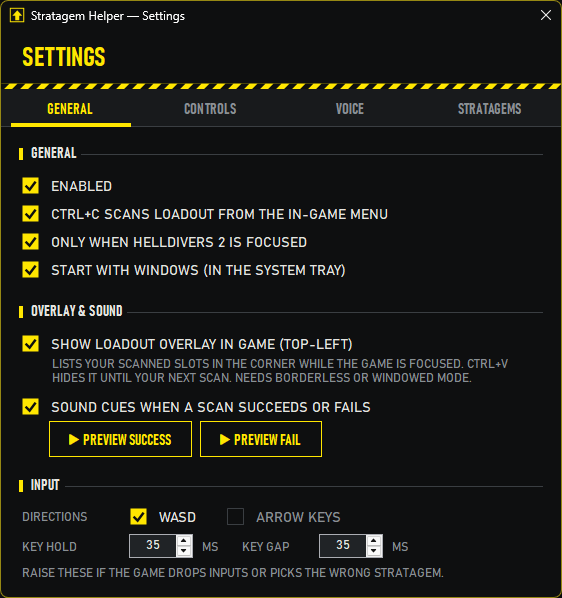 Stratagem Helper — Settings
SETTINGS
GENERAL CONTROLS VOICE STRATAGEMS
GENERAL
ENABLED
CTRL+C SCANS LOADOUT FROM THE IN-GAME MENU
ONLY WHEN HELLDIVERS 2 IS FOCUSED
START WITH WINDOWS (IN THE SYSTEM TRAY)
OVERLAY & SOUND
SHOW LOADOUT OVERLAY IN GAME (TOP-LEFT)
LISTS YOUR SCANNED SLOTS IN THE CORNER WHILE THE GAME IS FOCUSED. CTRL+V
HIDES IT UNTIL YOUR NEXT SCAN. NEEDS BORDERLESS OR WINDOWED MODE.
SOUND CUES WHEN A SCAN SUCCEEDS OR FAILS
PREVIEW SUCCESS PREVIEW FAIL
INPUT
DIRECTIONS WASD ARROW KEYS
KEY HOLD 35 MS KEY GAP 35 MS
RAISE THESE IF THE GAME DROPS INPUTS OR PICKS THE WRONG STRATAGEM.